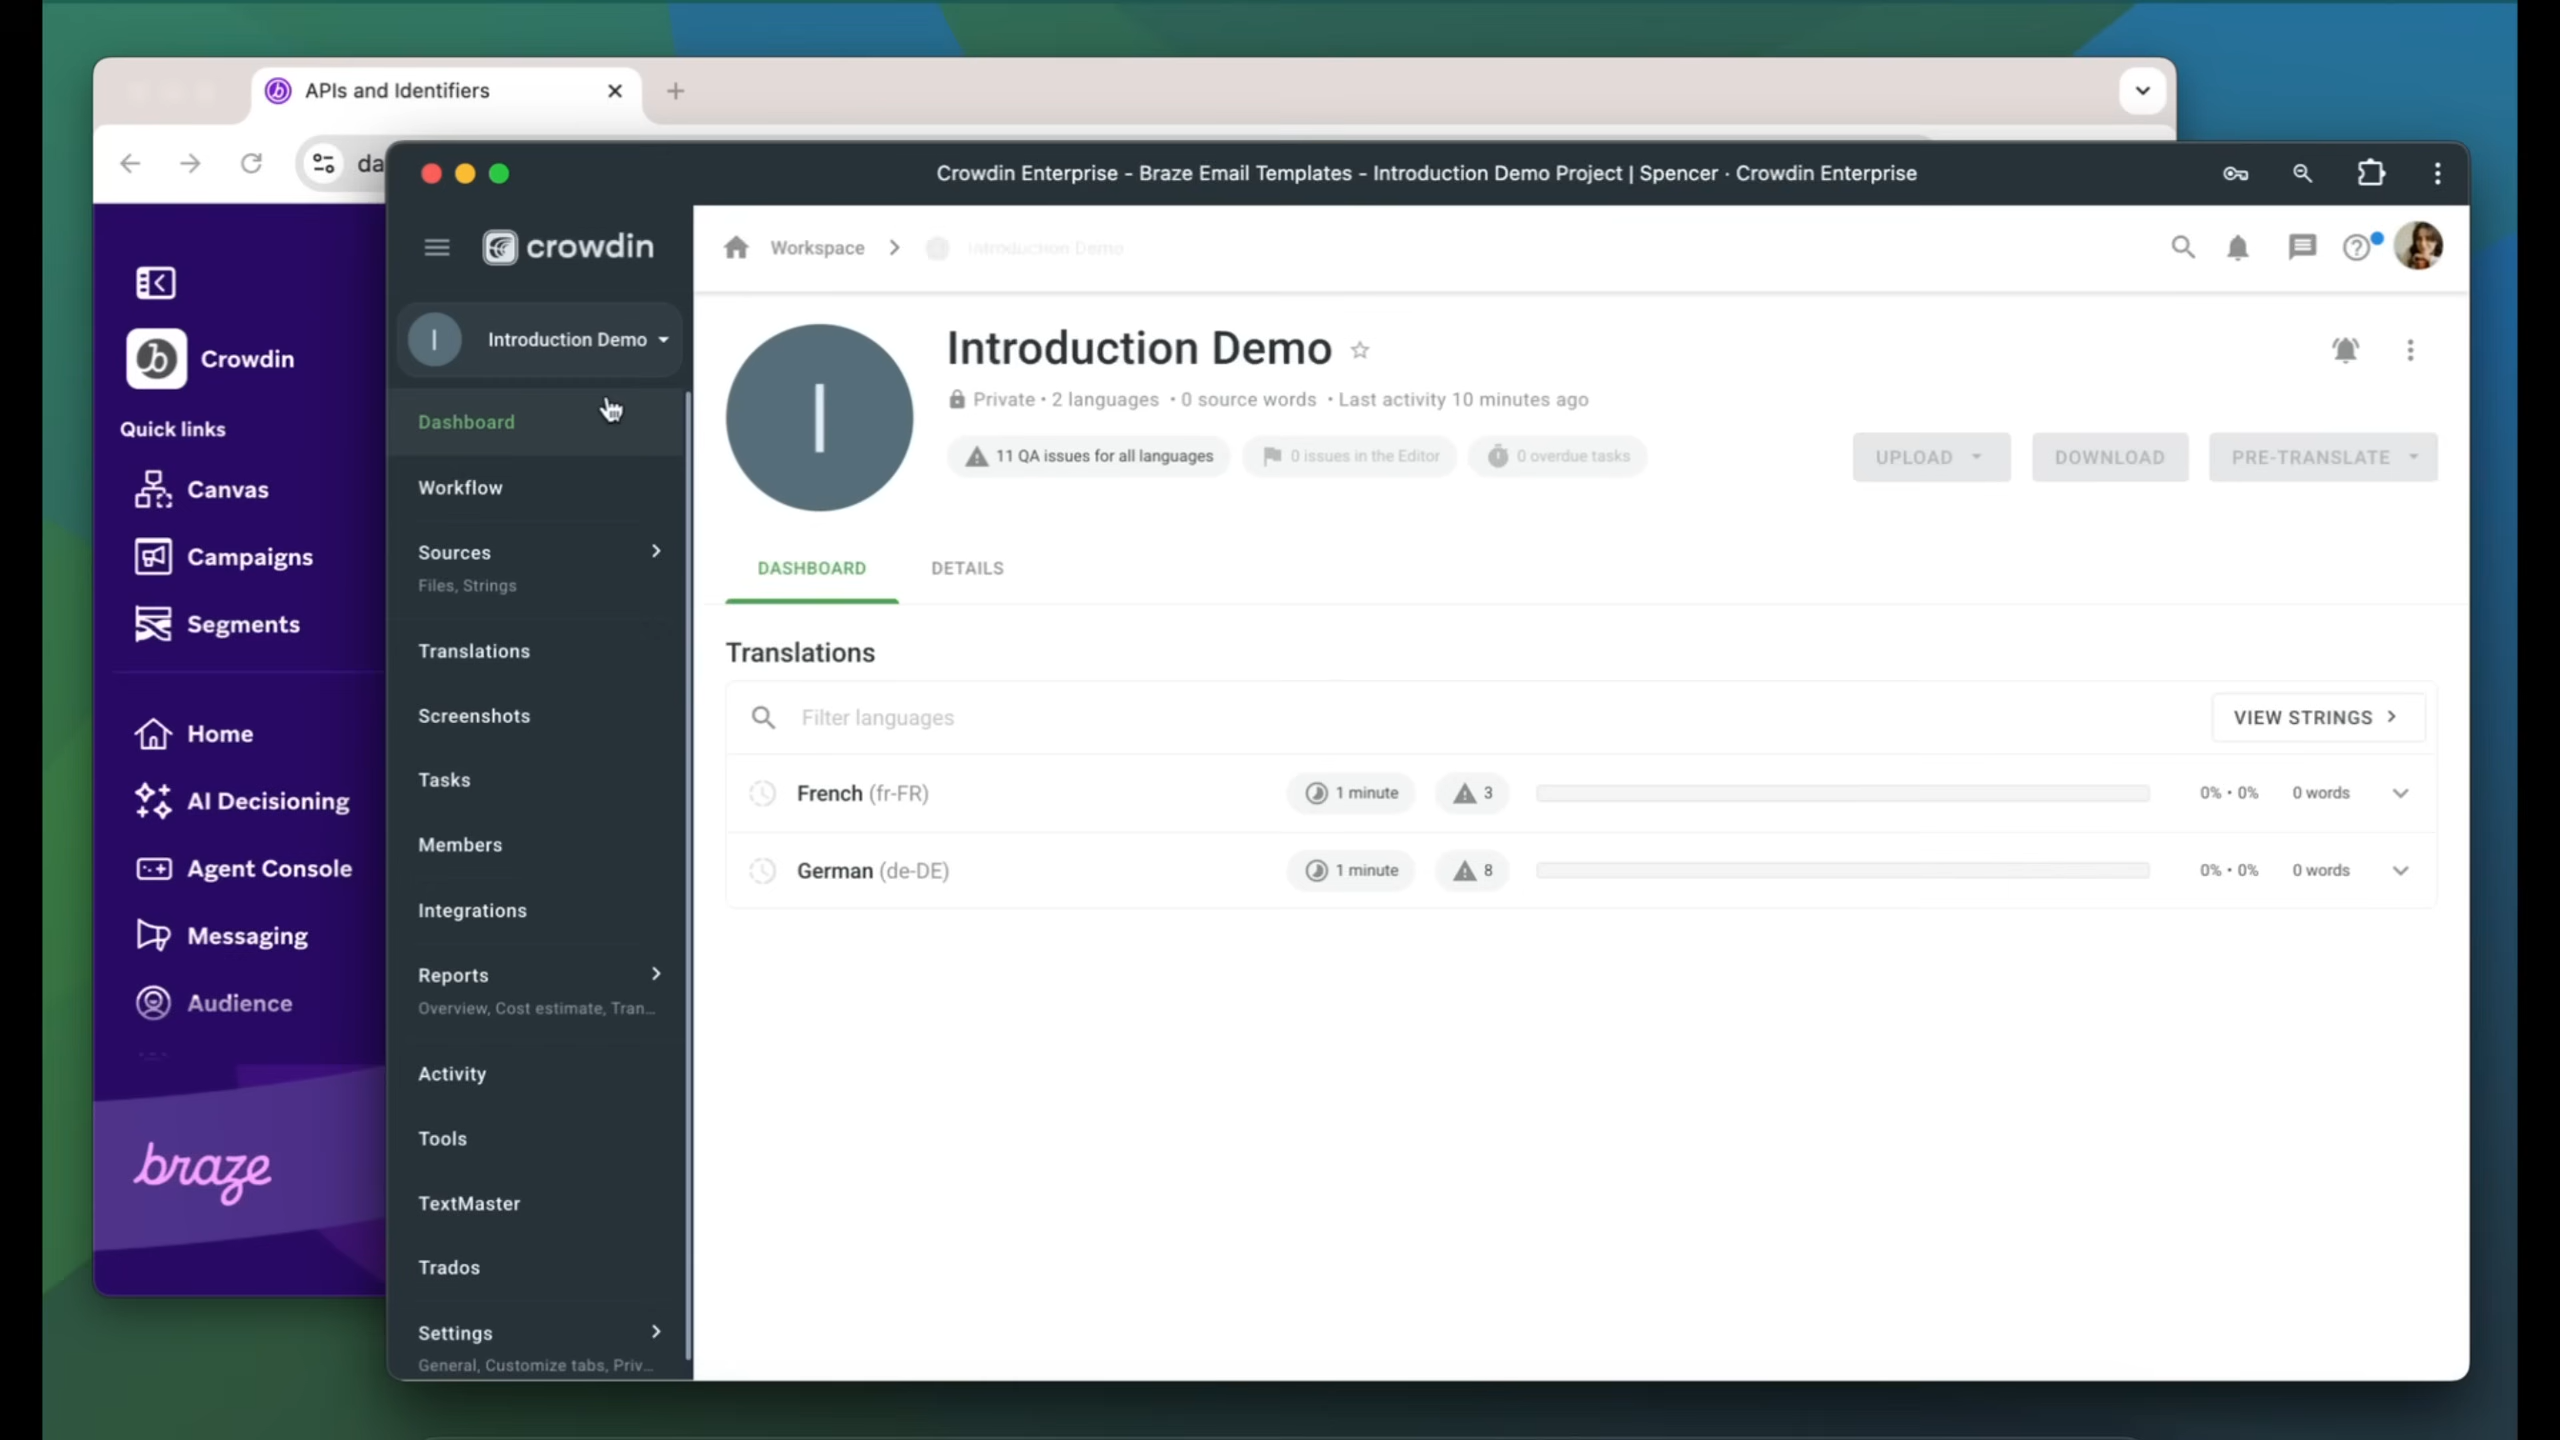 APIs and Identifiers
da
Crowdin Enterprise - Braze Email Templates - Introduction Demo Project | Spencer · Crowdin Enterprise
Crowdin
Quick links
Canvas
Campaigns
Segments
Home
AI Decisioning
Agent Console
Messaging
Audience
braze
crowdin
I
Introduction Demo
Dashboard
Workflow
Sources
Files, Strings
Translations
Screenshots
Tasks
Members
Integrations
Reports
Overview, Cost estimate, Tran...
Activity
Tools
TextMaster
Trados
Settings
General, Customize tabs, Priv...
Workspace
Introduction Demo
I
Introduction Demo
Private • 2 languages • 0 source words • Last activity 10 minutes ago
11 QA issues for all languages
0 issues in the Editor
0 overdue tasks
UPLOAD
DOWNLOAD
PRE-TRANSLATE
DASHBOARD
DETAILS
Translations
Filter languages
VIEW STRINGS
French (fr-FR)
1 minute
3
0% • 0%
0 words
German (de-DE)
1 minute
8
0% • 0%
0 words